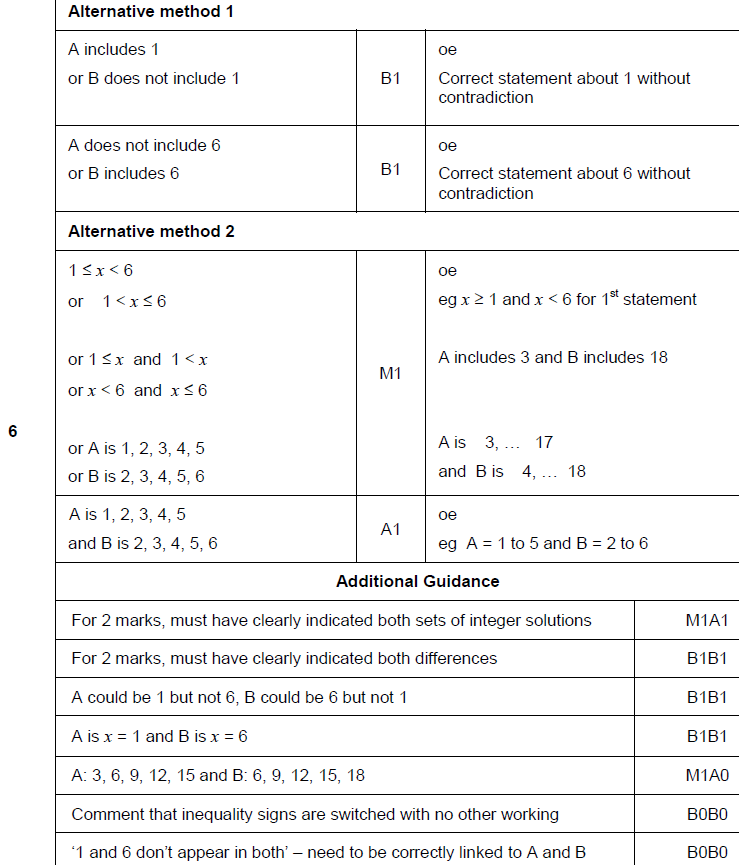 Alternative method 1
A includes 1
or B does not include 1
B1
oe
Correct statement about 1 without
contradiction
A does not include 6
or B includes 6
B1
oe
Correct statement about 6 without
contradiction
Alternative method 2
1 ≤ x < 6
or 1 < x ≤ 6
or 1 ≤ x and 1 < x
or x < 6 and x ≤ 6
or A is 1, 2, 3, 4, 5
or B is 2, 3, 4, 5, 6
M1
oe
eg x ≥ 1 and x < 6 for 1st statement
A includes 3 and B includes 18
A is 3, … 17
and B is 4, … 18
6
A is 1, 2, 3, 4, 5
and B is 2, 3, 4, 5, 6
A1
oe
eg A = 1 to 5 and B = 2 to 6
Additional Guidance
For 2 marks, must have clearly indicated both sets of integer solutions M1A1
For 2 marks, must have clearly indicated both differences B1B1
A could be 1 but not 6, B could be 6 but not 1 B1B1
A is x = 1 and B is x = 6 B1B1
A: 3, 6, 9, 12, 15 and B: 6, 9, 12, 15, 18 M1A0
Comment that inequality signs are switched with no other working B0B0
‘1 and 6 don’t appear in both’ – need to be correctly linked to A and B B0B0